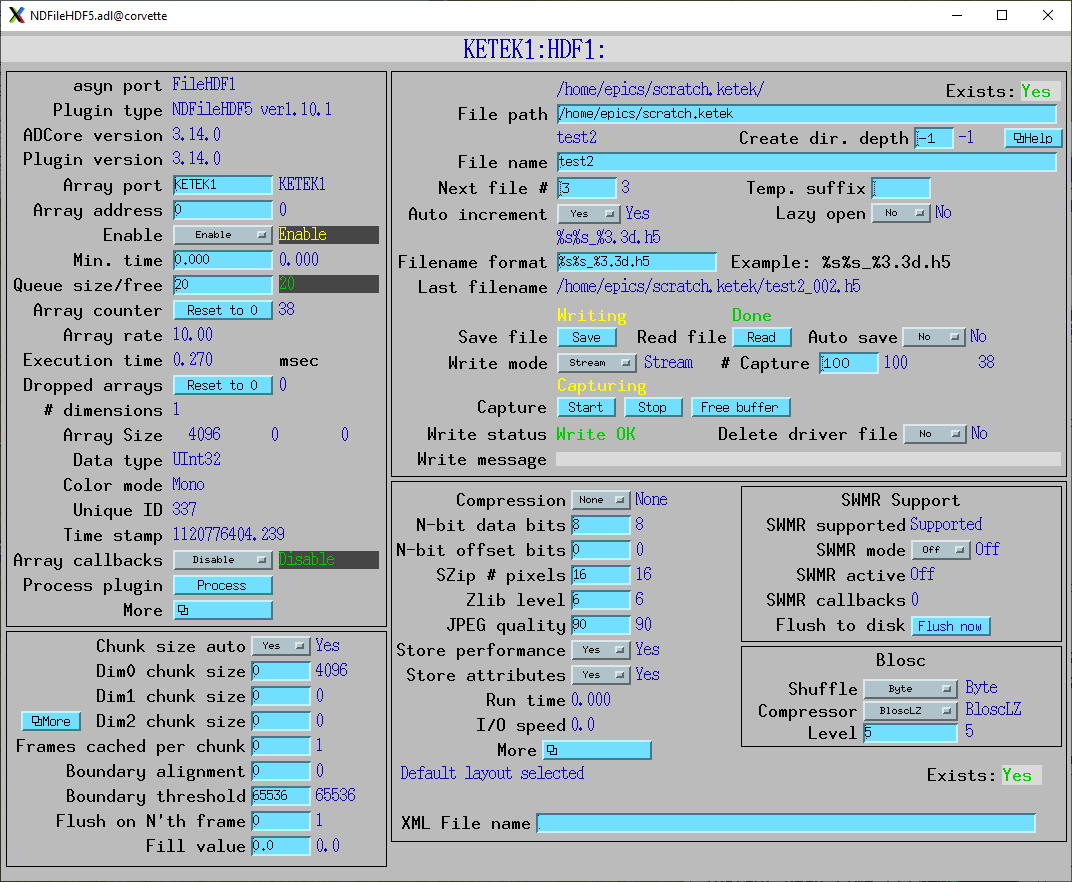 NDFileHDF5.adl@corvette
KETEK1:HDF1:
asyn port FileHDF1
Plugin type NDFileHDF5 ver1.10.1
ADCore version 3.14.0
Plugin version 3.14.0
Array port KETEK1 KETEK1
Array address 0 0
Enable Enable Enable
Min. time 0.000 0.000
Queue size/free 20 20
Array counter Reset to 0 38
Array rate 10.00
Execution time 0.270 msec
Dropped arrays Reset to 0 0
# dimensions 1
Array Size 4096 0 0
Data type UInt32
Color mode Mono
Unique ID 337
Time stamp 1120776404.239
Array callbacks Disable Disable
Process plugin Process
More
Chunk size auto Yes Yes
Dim0 chunk size 0 4096
Dim1 chunk size 0 0
More Dim2 chunk size 0 0
Frames cached per chunk 0 1
Boundary alignment 0 0
Boundary threshold 65536 65536
Flush on N'th frame 0 1
Fill value 0.0 0.0
/home/epics/scratch.ketek/ Exists: Yes
File path /home/epics/scratch.ketek
test2 Create dir. depth -1 -1 Help
File name test2
Next file # 3 3 Temp. suffix
Auto increment Yes Yes Lazy open No No
%s%s_%3.3d.h5
Filename format %s%s_%3.3d.h5 Example: %s%s_%3.3d.h5
Last filename /home/epics/scratch.ketek/test2_002.h5
Writing Done
Save file Save Read file Read Auto save No No
Write mode Stream Stream # Capture 100 100 38
Capturing
Capture Start Stop Free buffer
Write status Write OK Delete driver file No No
Write message
Compression None None
N-bit data bits 8 8
N-bit offset bits 0 0
SZip # pixels 16 16
Zlib level 6 6
JPEG quality 90 90
Store performance Yes Yes
Store attributes Yes Yes
Run time 0.000
I/O speed 0.0
More
SWMR Support
SWMR supported Supported
SWMR mode Off Off
SWMR active Off
SWMR callbacks 0
Flush to disk Flush now
Blosc
Shuffle Byte Byte
Compressor BloscLZ BloscLZ
Level 5 5
Default layout selected Exists: Yes
XML File name